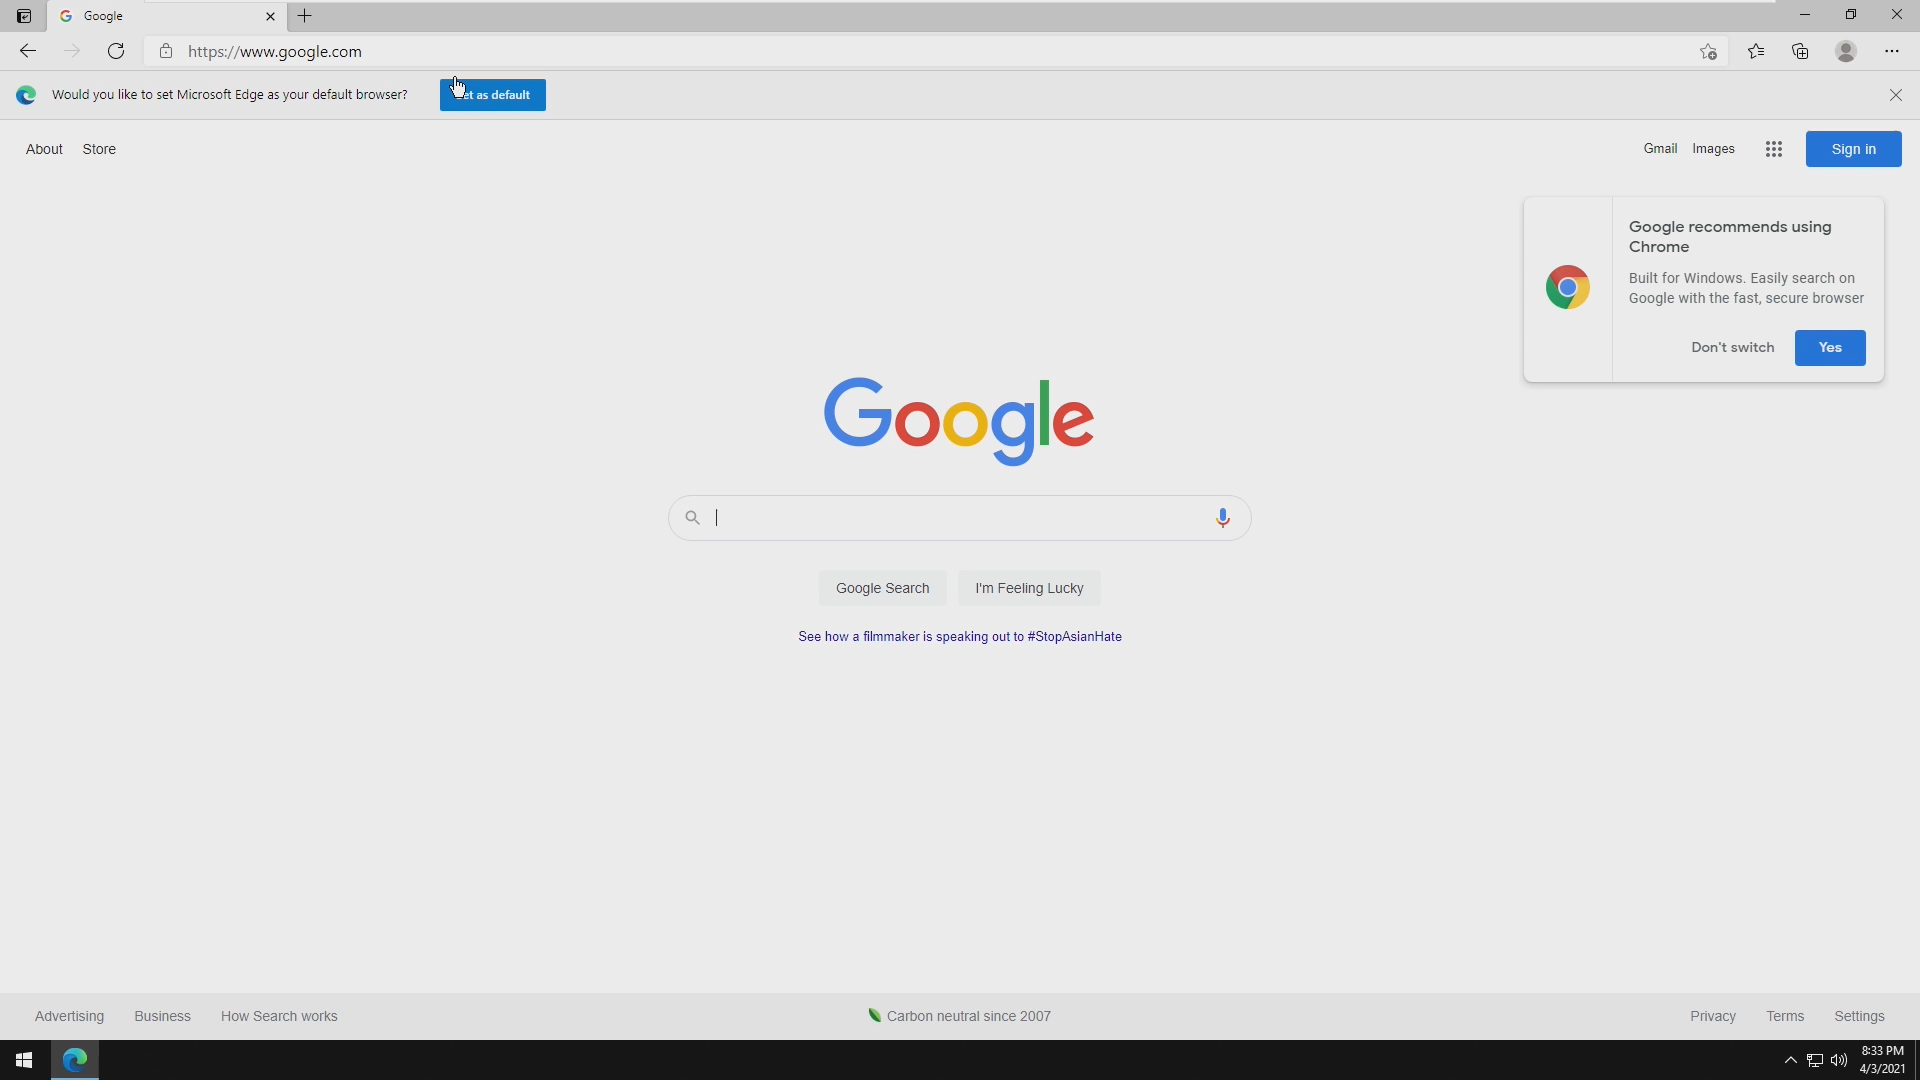 Google
https://www.google.com
Would you like to set Microsoft Edge as your default browser?
as default
About Store
Gmail Images Sign in
Google recommends using
Chrome
Built for Windows. Easily search on
Google with the fast, secure browser
Don't switch Yes
Google
Google Search I'm Feeling Lucky
See how a filmmaker is speaking out to #StopAsianHate
Advertising Business How Search works
Carbon neutral since 2007
Privacy Terms Settings
8:33 PM
4/3/2021